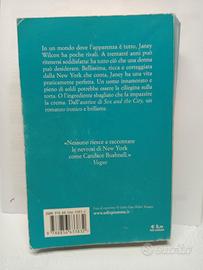 In un mondo dove l'apparenza è tutto, Janey
Wilcox ha poche rivali. A trentatré anni può
ritenersi soddisfatta: ha tutto ciò che una donna
può desiderare. Bellissima, ricca e corteggiata
dalla New York che conta, Janey ha una vita
praticamente perfetta. O quasi. Un innamorato
pieno di soldi potrebbe essere la ciliegina sulla
torta. O l'ingrediente sbagliato che fa impazzire
la crema. Dall'autrice di Sex and the City, un
romanzo ironico e brillante.
«Nessuno riesce a raccontare
le nevrosi di New York
come Candace Bushnell.»
Vogue
www.edizpiemme.it
subito